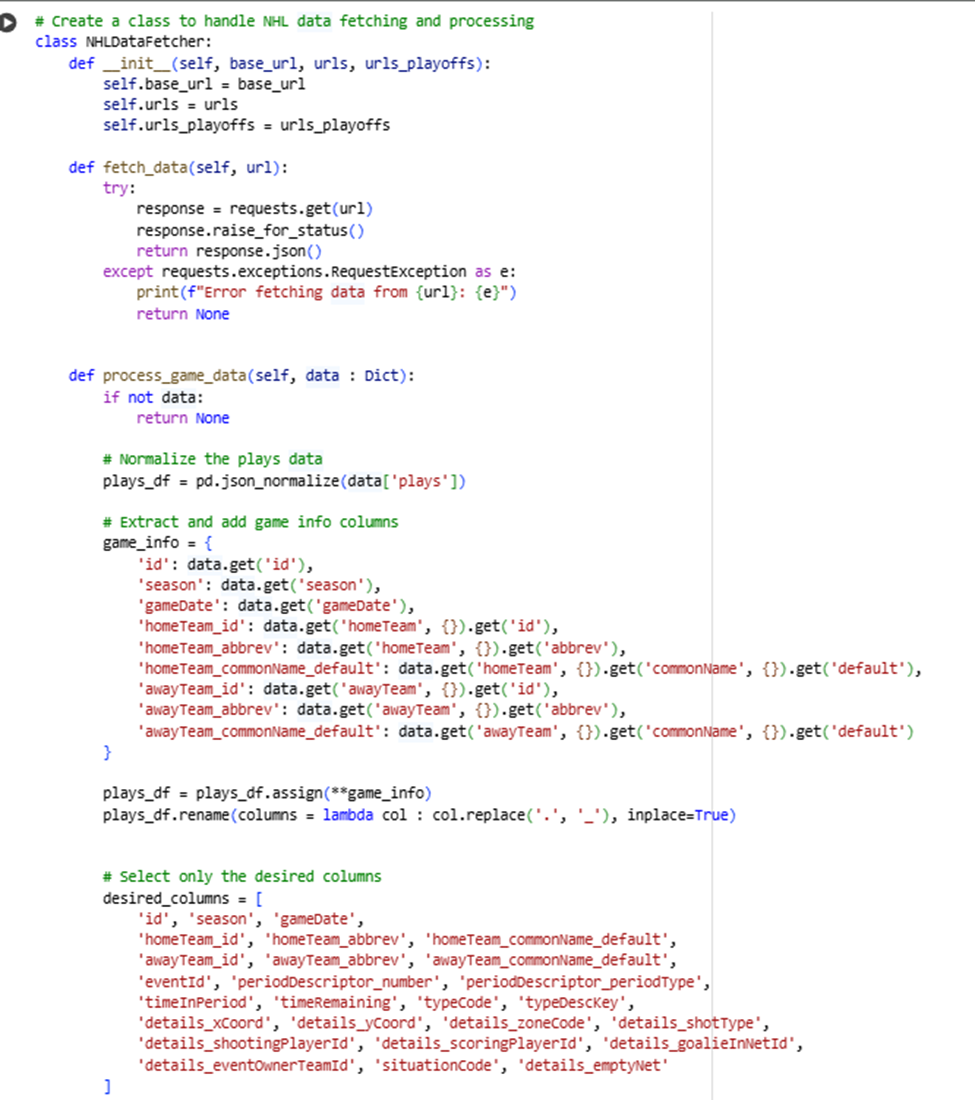 # Create a class to handle NHL data fetching and processing
class NHLDataFetcher:
    def __init__(self, base_url, urls, urls_playoffs):
        self.base_url = base_url
        self.urls = urls
        self.urls_playoffs = urls_playoffs

    def fetch_data(self, url):
        try:
            response = requests.get(url)
            response.raise_for_status()
            return response.json()
        except requests.exceptions.RequestException as e:
            print(f"Error fetching data from {url}: {e}")
            return None


    def process_game_data(self, data : Dict):
        if not data:
            return None

        # Normalize the plays data
        plays_df = pd.json_normalize(data['plays'])

        # Extract and add game info columns
        game_info = {
            'id': data.get('id'),
            'season': data.get('season'),
            'gameDate': data.get('gameDate'),
            'homeTeam_id': data.get('homeTeam', {}).get('id'),
            'homeTeam_abbrev': data.get('homeTeam', {}).get('abbrev'),
            'homeTeam_commonName_default': data.get('homeTeam', {}).get('commonName', {}).get('default'),
            'awayTeam_id': data.get('awayTeam', {}).get('id'),
            'awayTeam_abbrev': data.get('awayTeam', {}).get('abbrev'),
            'awayTeam_commonName_default': data.get('awayTeam', {}).get('commonName', {}).get('default')
        }

        plays_df = plays_df.assign(**game_info)
        plays_df.rename(columns = lambda col : col.replace('.', '_'), inplace=True)


        # Select only the desired columns
        desired_columns = [
            'id', 'season', 'gameDate',
            'homeTeam_id', 'homeTeam_abbrev', 'homeTeam_commonName_default',
            'awayTeam_id', 'awayTeam_abbrev', 'awayTeam_commonName_default',
            'eventId', 'periodDescriptor_number', 'periodDescriptor_periodType',
            'timeInPeriod', 'timeRemaining', 'typeCode', 'typeDescKey',
            'details_xCoord', 'details_yCoord', 'details_zoneCode', 'details_shotType',
            'details_shootingPlayerId', 'details_scoringPlayerId', 'details_goalieInNetId',
            'details_eventOwnerTeamId', 'situationCode', 'details_emptyNet'
        ]